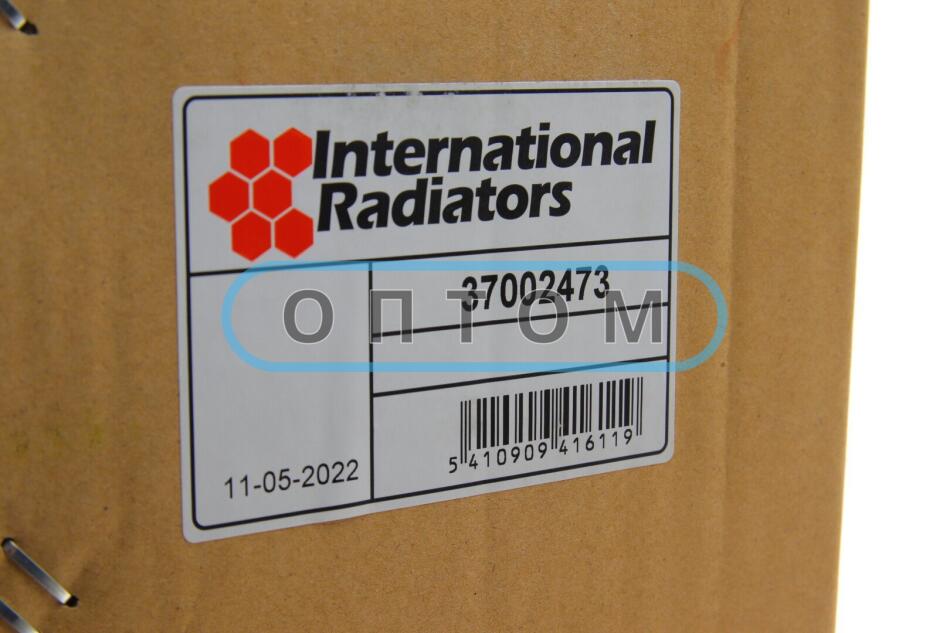 International
Radiators
37002473
ОПТОМ
5 410909 416119
11-05-2022